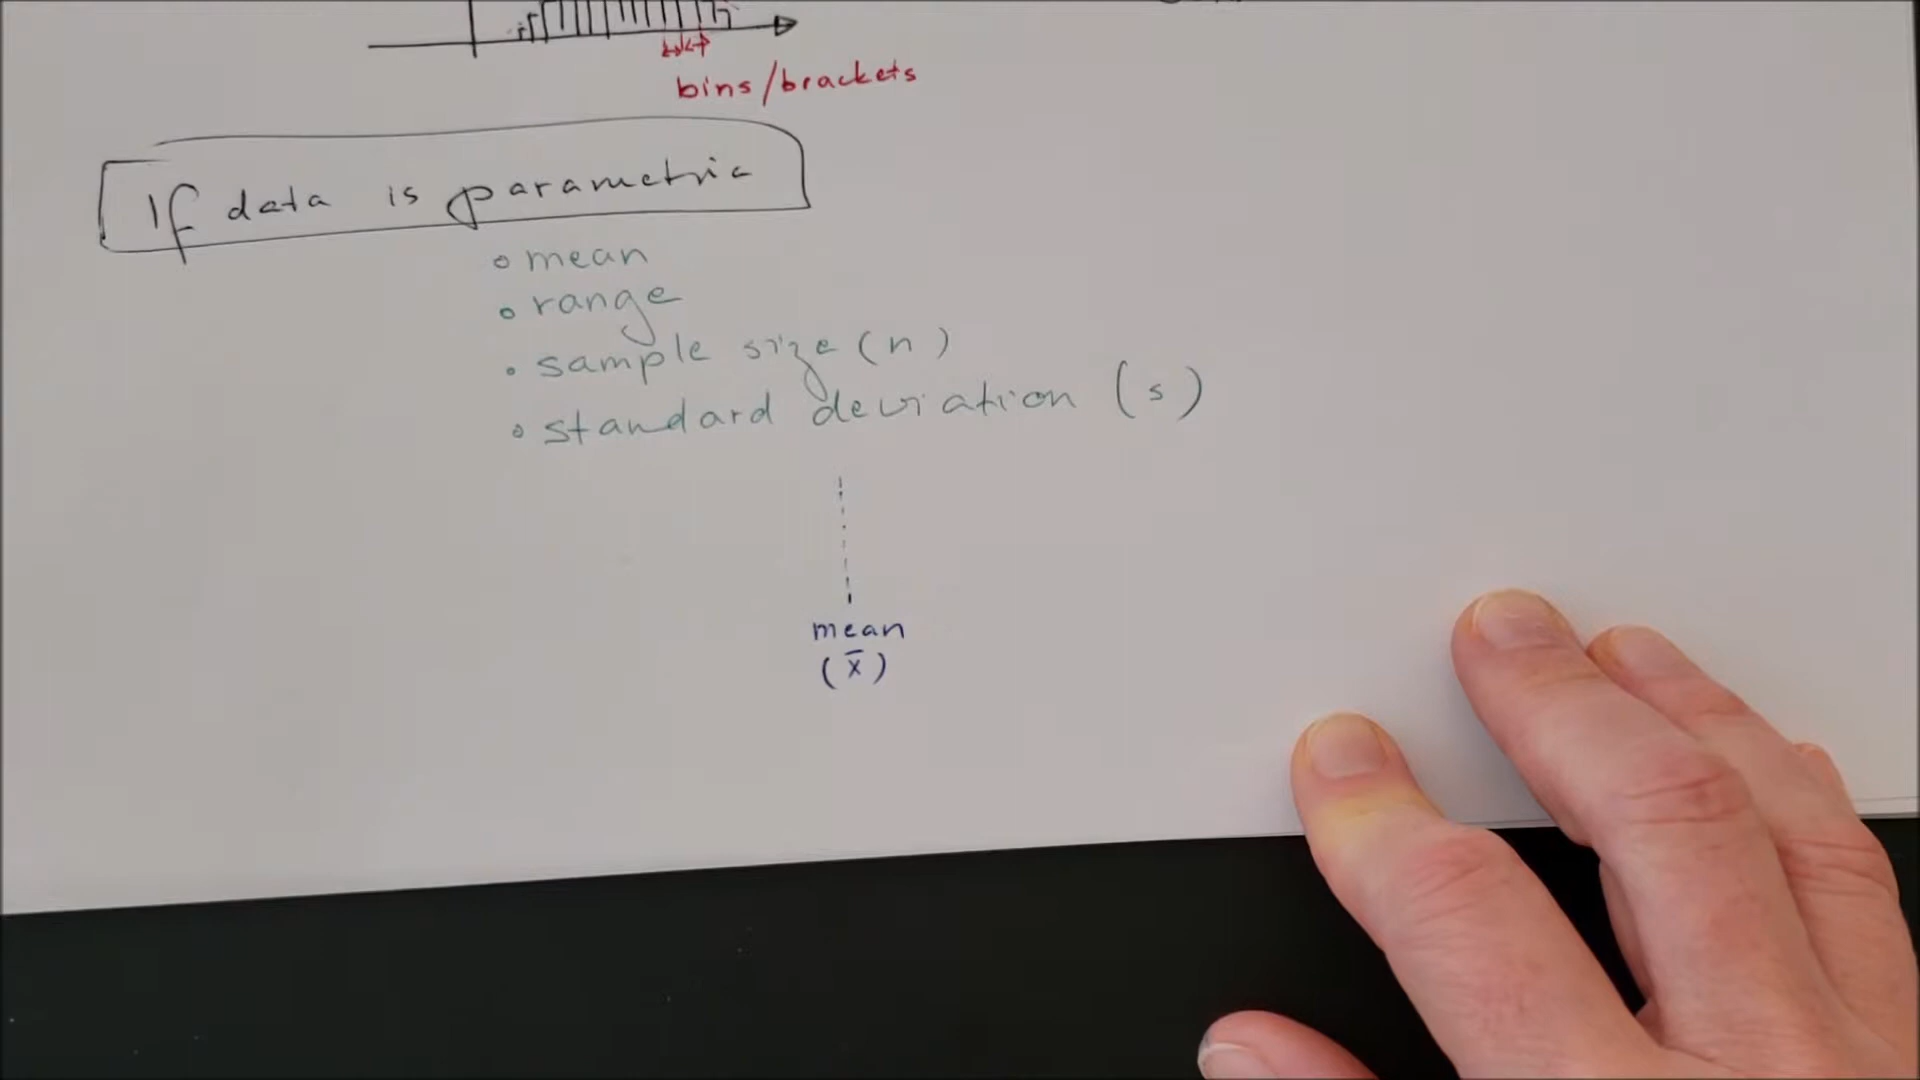 bins/brackets
If data is parametric
• mean
• range
• sample size (n)
• standard deviation (s)
mean
(x̄)